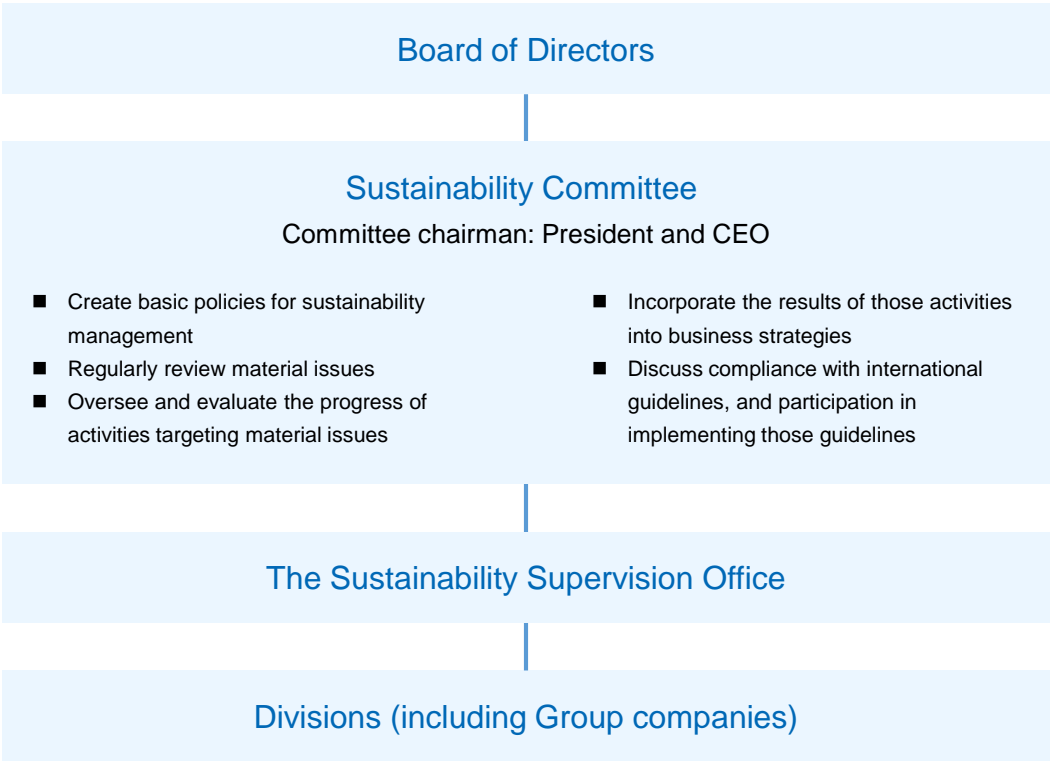 Board of Directors
Sustainability Committee
Committee chairman: President and CEO
■ Create basic policies for sustainability
management
■ Regularly review material issues
■ Oversee and evaluate the progress of
activities targeting material issues
■ Incorporate the results of those activities
into business strategies
■ Discuss compliance with international
guidelines, and participation in
implementing those guidelines
The Sustainability Supervision Office
Divisions (including Group companies)